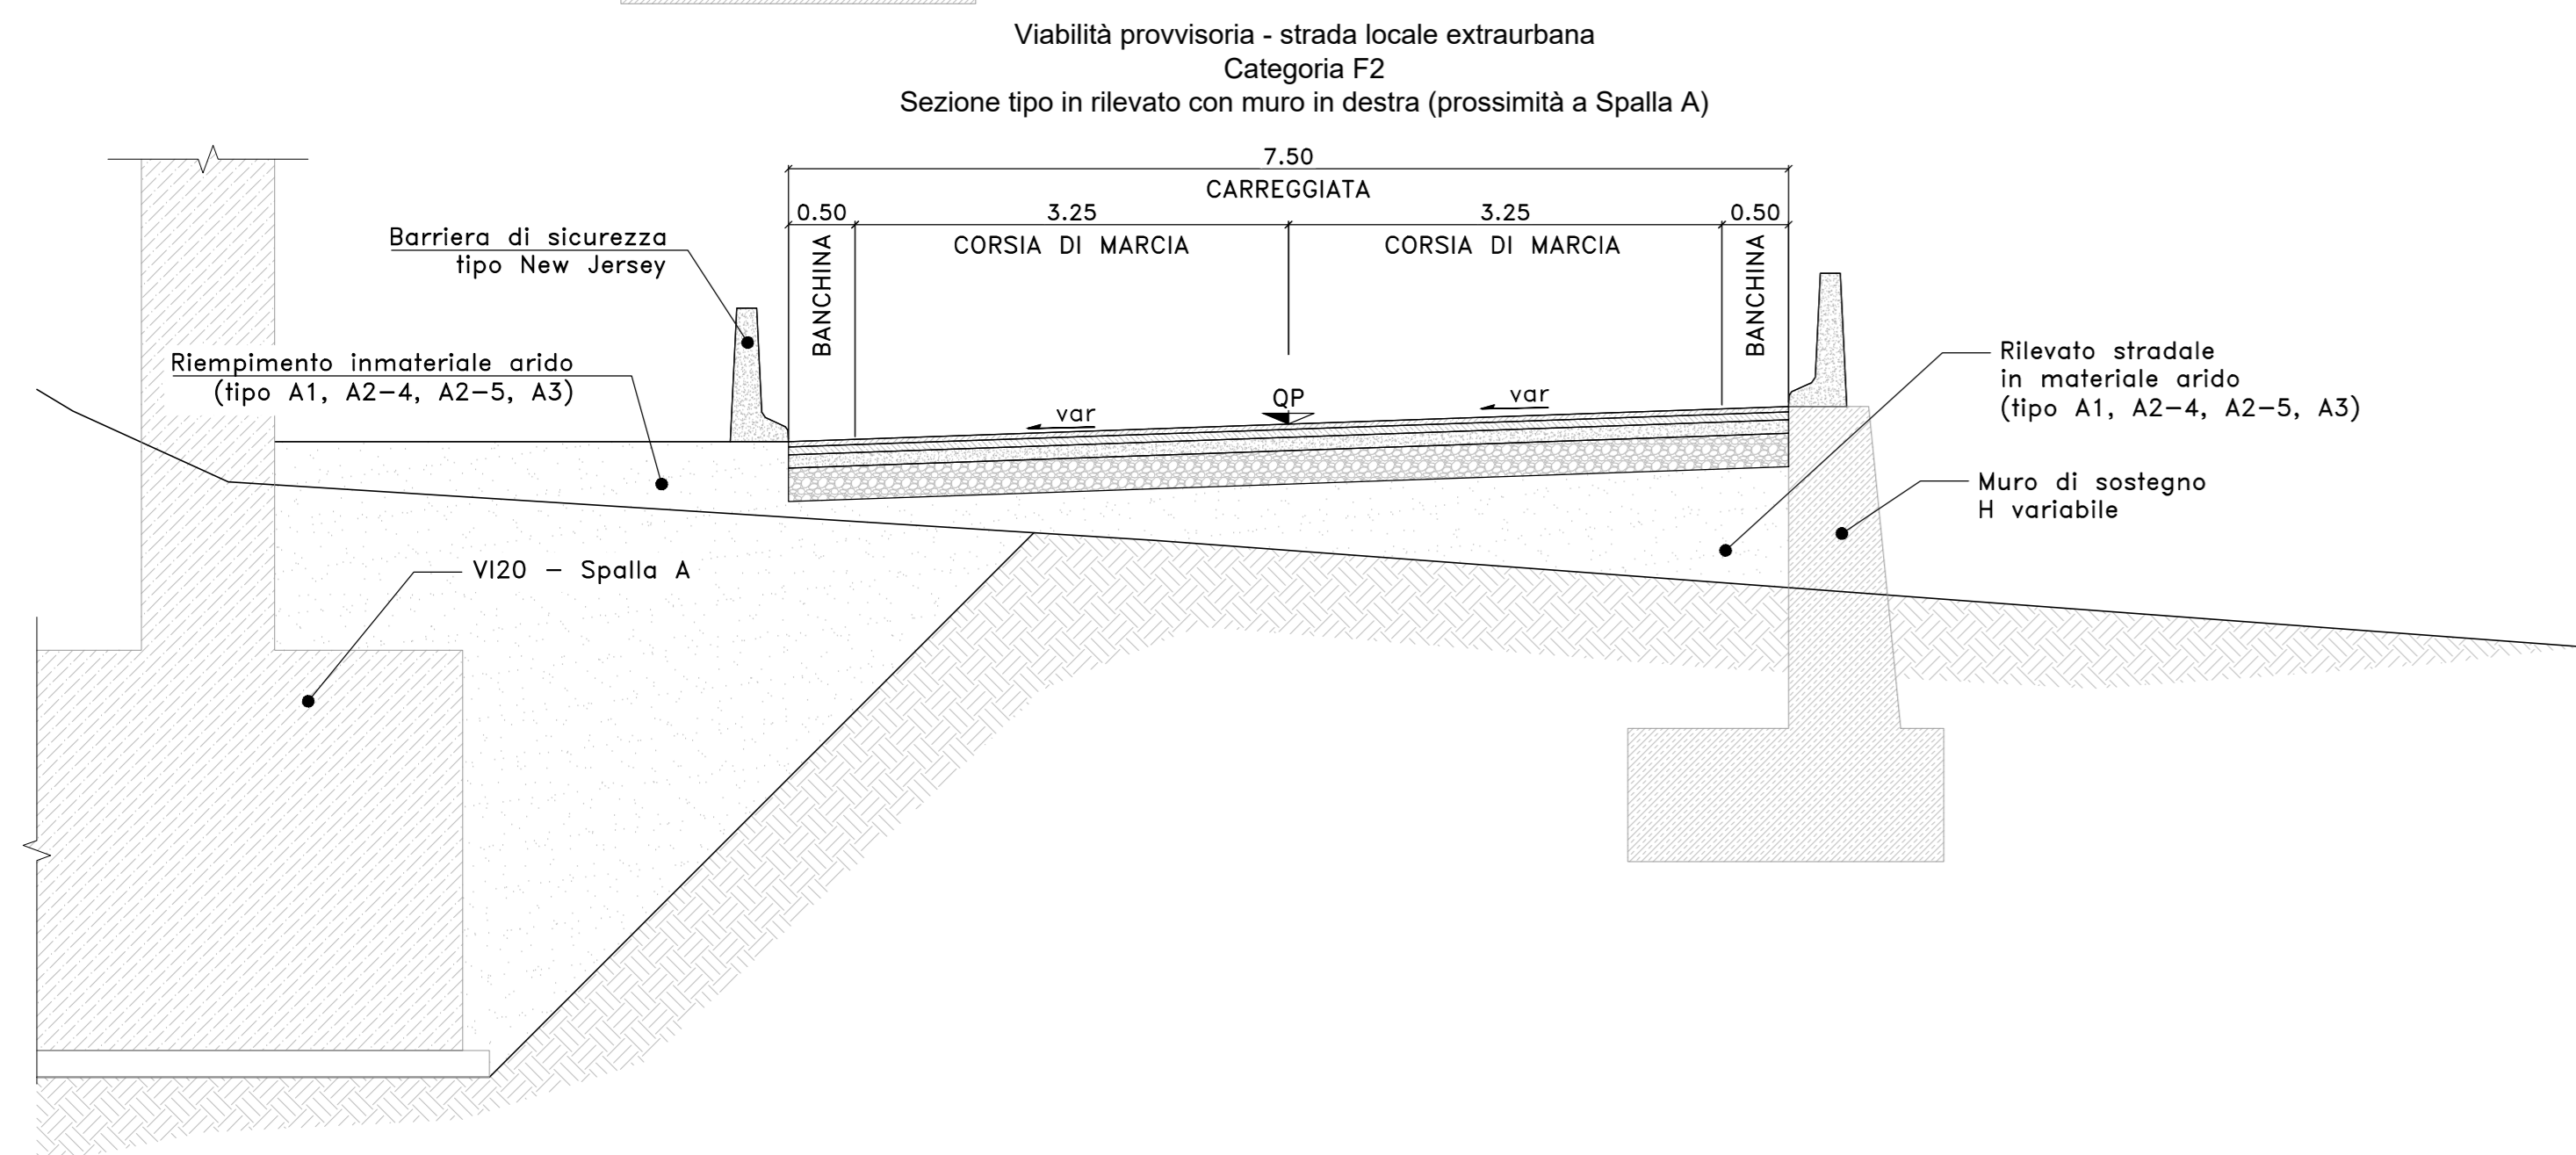 Viabilità provvisoria - strada locale extraurbana
Categoria F2
Sezione tipo in rilevato con muro in destra (prossimità a Spalla A)
7.50
CARREGGIATA
0.50
3.25
3.25
0.50
BANCHINA
CORSIA DI MARCIA
CORSIA DI MARCIA
BANCHINA
Barriera di sicurezza
tipo New Jersey
Riempimento inmateriale arido
(tipo A1, A2-4, A2-5, A3)
var
QP
var
Rilevato stradale
in materiale arido
(tipo A1, A2-4, A2-5, A3)
Muro di sostegno
H variabile
VI20 - Spalla A